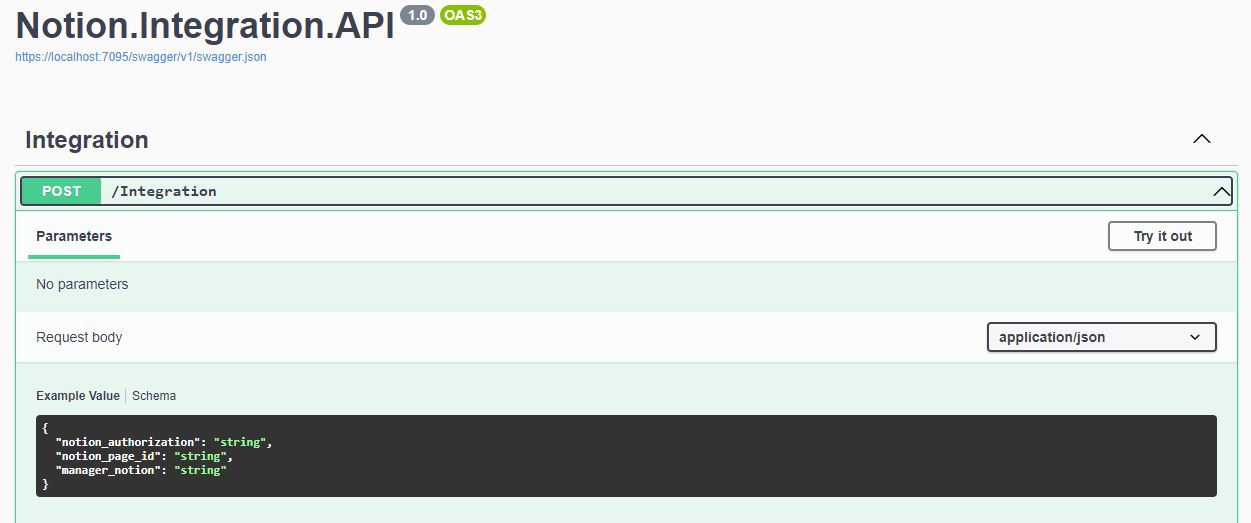 Notion.Integration.API 1.0 OAS3
https://localhost:7095/swagger/v1/swagger.json
Integration
POST /Integration
Parameters Try it out
No parameters
Request body application/json
Example Value Schema
{
"notion_authorization": "string",
"notion_page_id": "string",
"manager_notion": "string"
}